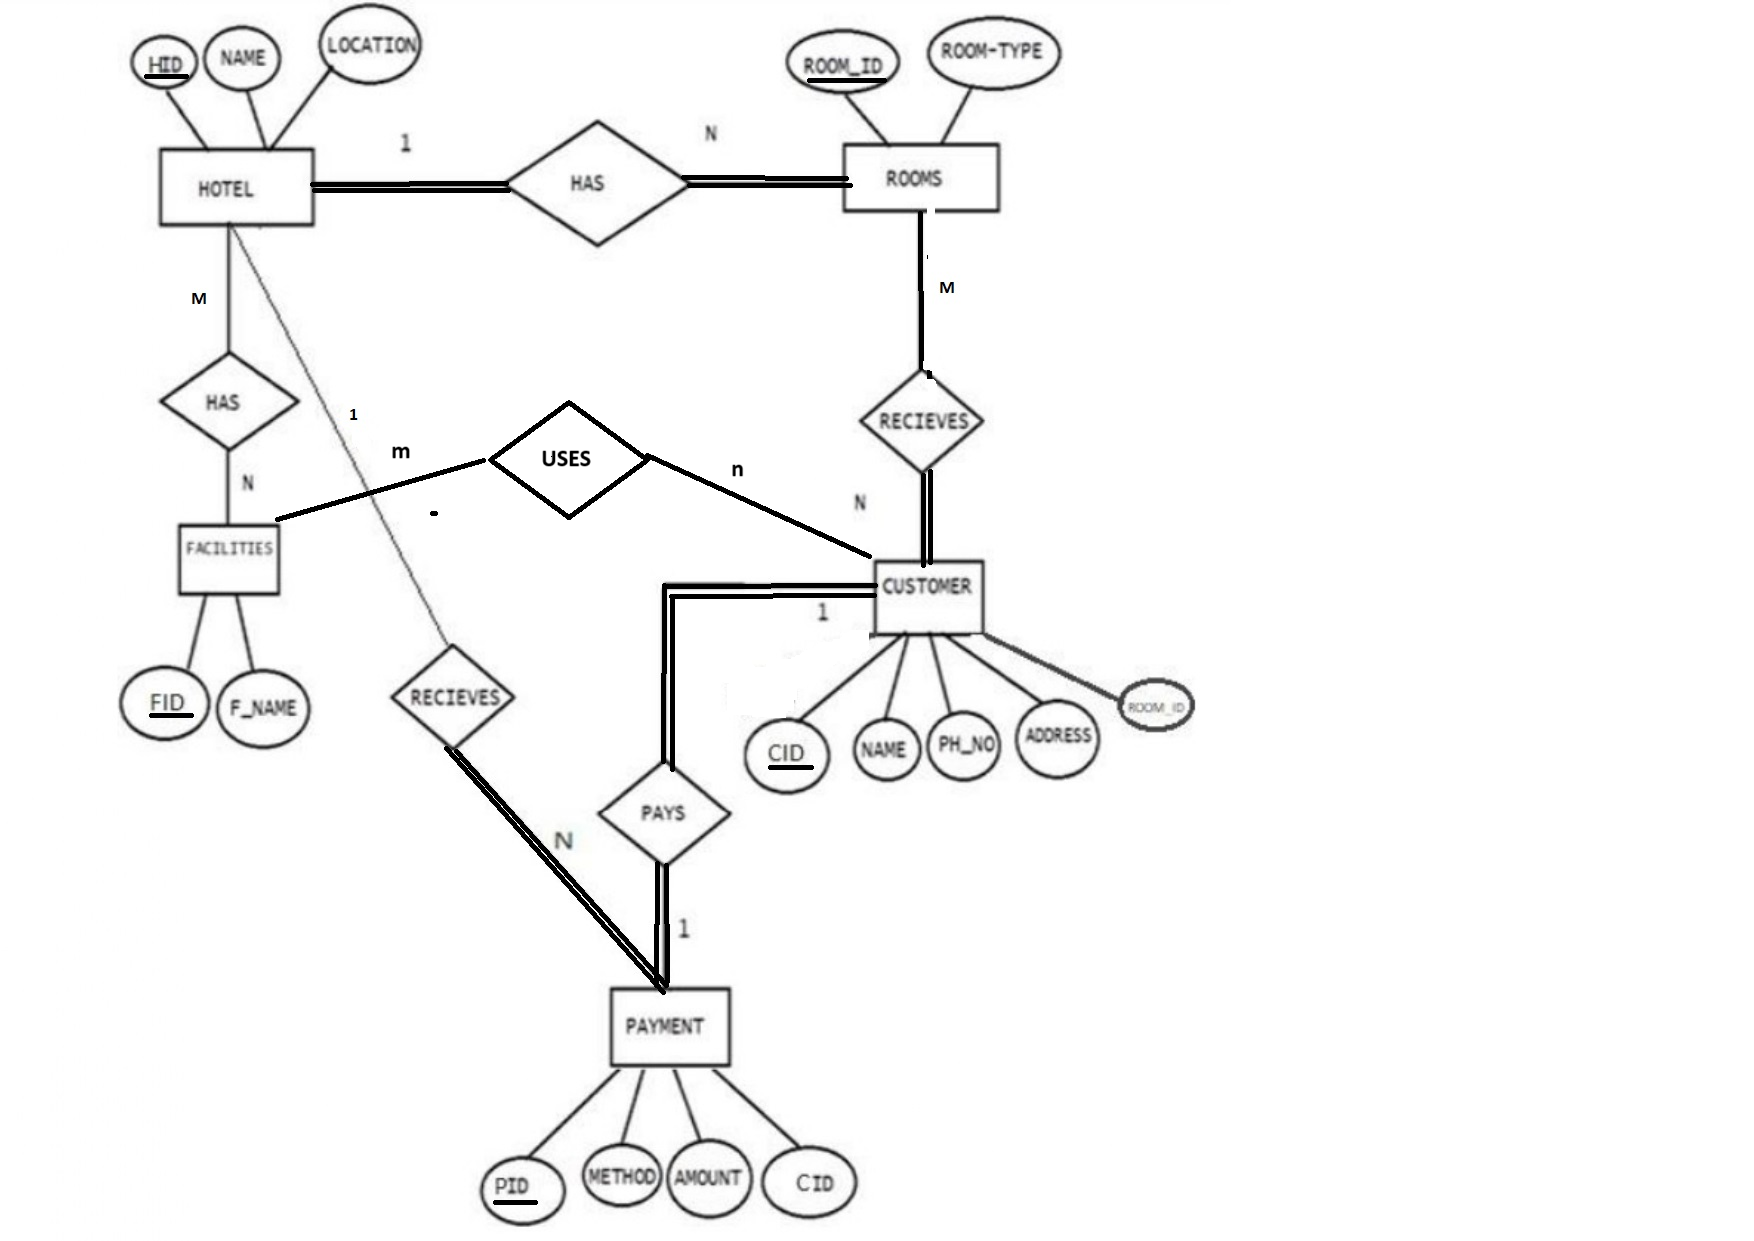 HID
NAME
LOCATION
ROOM_ID
ROOM-TYPE
1
N
HOTEL
HAS
ROOMS
M
M
HAS
1
m
USES
n
RECIEVES
N
N
FACILITIES
CUSTOMER
1
FID
F_NAME
RECIEVES
CID
NAME
PH_NO
ADDRESS
ROOM_ID
PAYS
N
1
PAYMENT
PID
METHOD
AMOUNT
CID